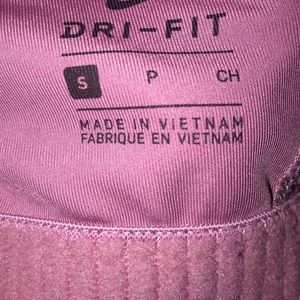 DRI-FIT
S P CH
MADE IN VIETNAM
FABRIQUE EN VIETNAM